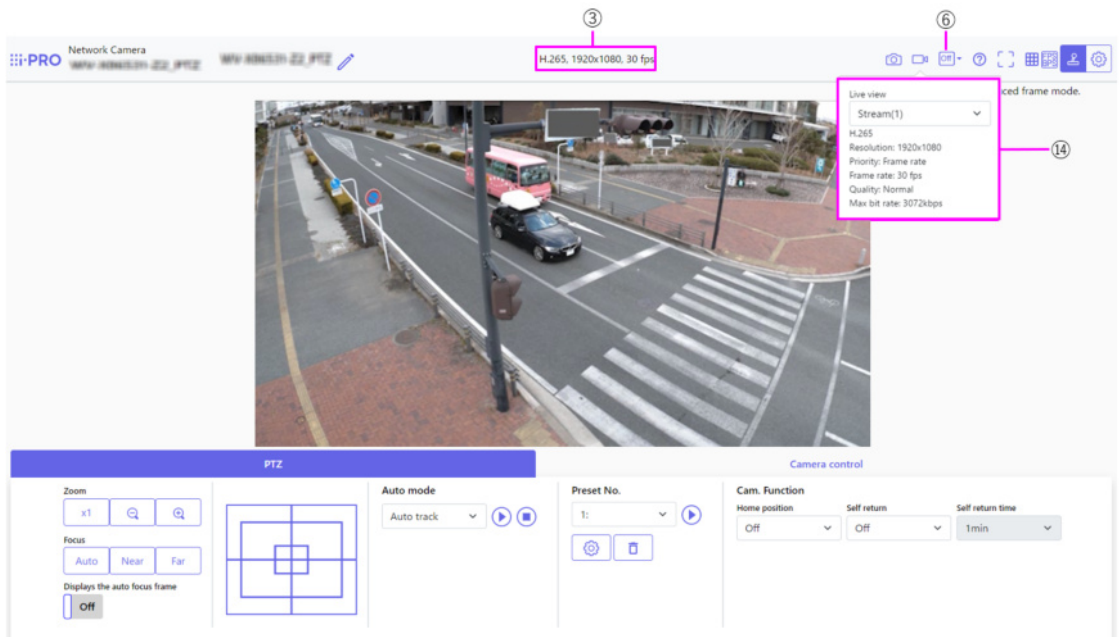 ③
⑥
i-PRO
Network Camera
H.265, 1920x1080, 30 fps
Off
ced frame mode.
Live view
Stream(1)
H.265
Resolution: 1920x1080
Priority: Frame rate
Frame rate: 30 fps
Quality: Normal
Max bit rate: 3072kbps
⑭
PTZ
Camera control
Zoom
x1
Focus
Auto Near Far
Displays the auto focus frame
Off
Auto mode
Auto track
Preset No.
1:
Cam. Function
Home position Self return Self return time
Off Off 1min